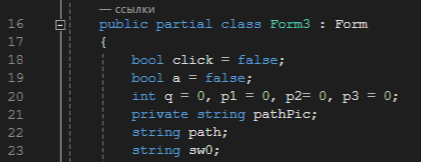 — ссылки
16 public partial class Form3 : Form
17 {
18 bool click = false;
19 bool a = false;
20 int q = 0, p1 = 0, p2= 0, p3 = 0;
21 private string pathPic;
22 string path;
23 string sw0;